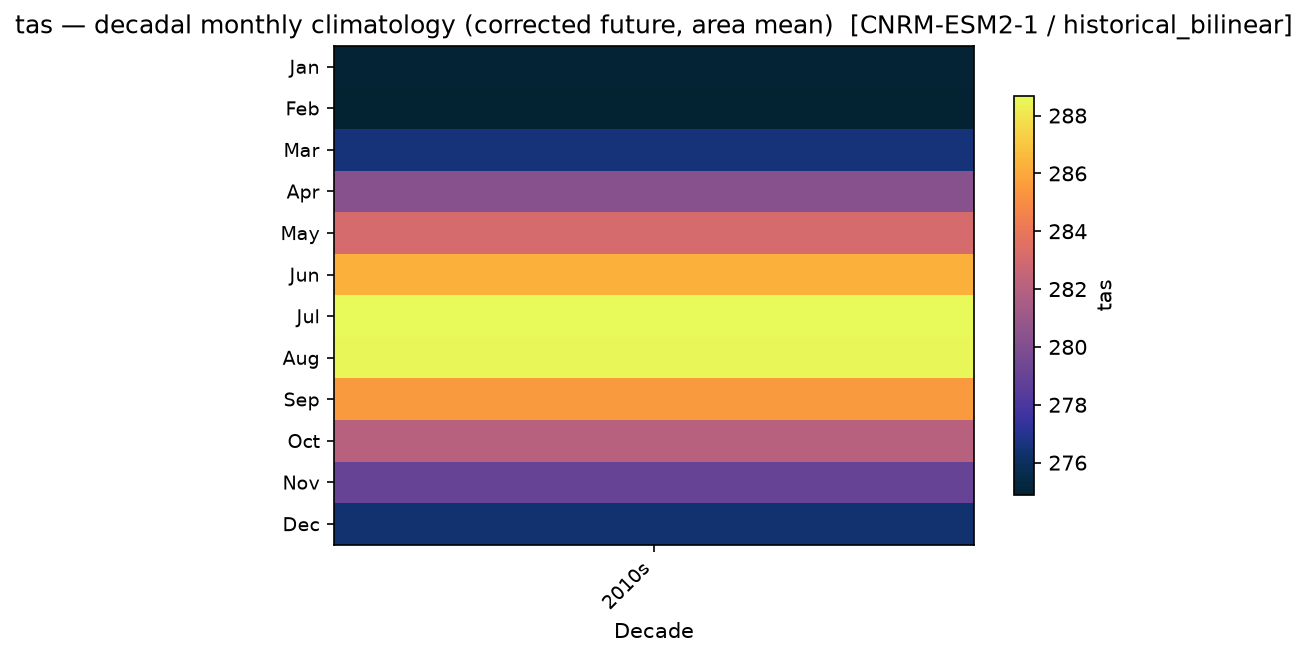 tas — decadal monthly climatology (corrected future, area mean)  [CNRM-ESM2-1 / historical_bilinear]
Jan
Feb
Mar
Apr
May
Jun
Jul
Aug
Sep
Oct
Nov
Dec
2010s
Decade
288
286
284
282
280
278
276
tas